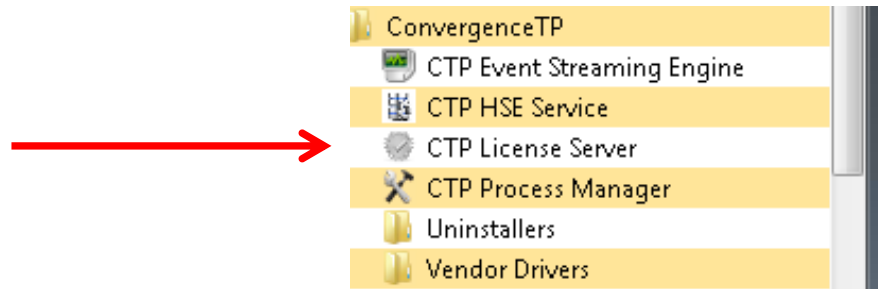 ConvergenceTP
CTP Event Streaming Engine
CTP HSE Service
CTP License Server
CTP Process Manager
Uninstallers
Vendor Drivers